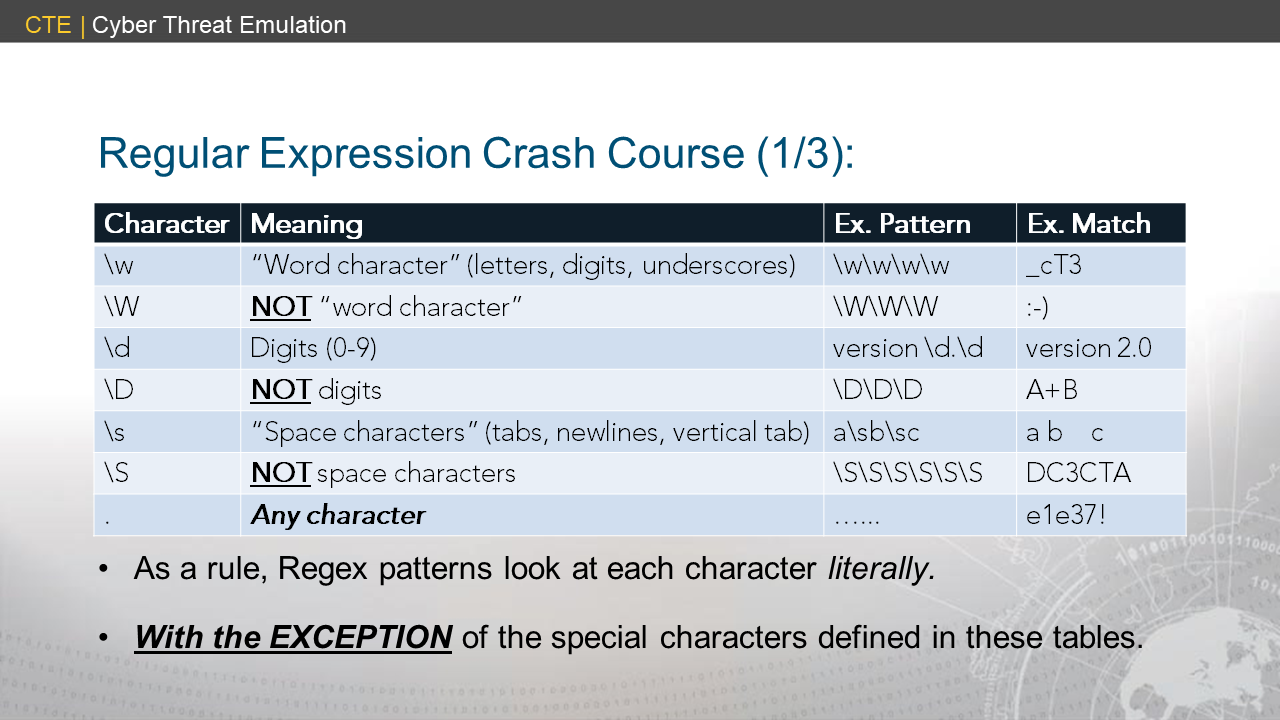 CTE | Cyber Threat Emulation
Regular Expression Crash Course (1/3):
Character Meaning Ex. Pattern Ex. Match
\w “Word character” (letters, digits, underscores) \w\w\w\w _cT3
\W NOT “word character” \W\W\W :-)
\d Digits (0-9) version \d.\d version 2.0
\D NOT digits \D\D\D A+B
\s “Space characters” (tabs, newlines, vertical tab) a\sb\sc a b    c
\S NOT space characters \S\S\S\S\S\S DC3CTA
. Any character …... e1e37!
• As a rule, Regex patterns look at each character literally.
• With the EXCEPTION of the special characters defined in these tables.